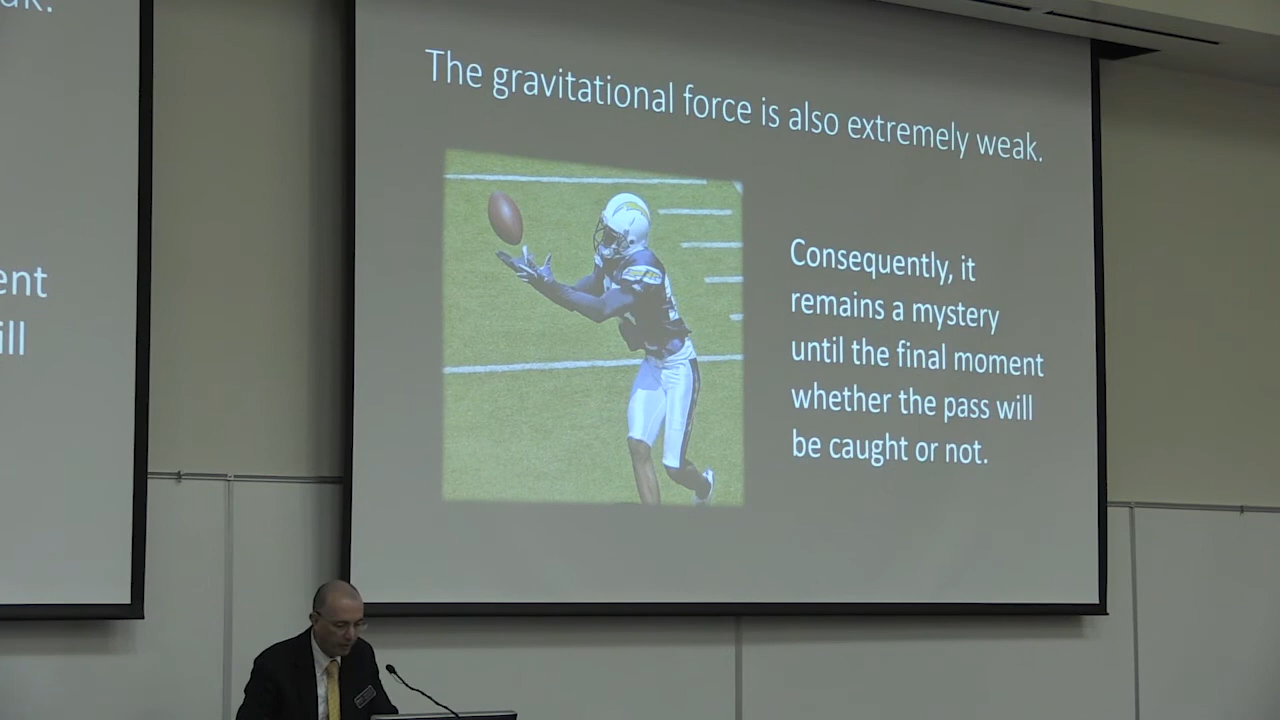 The gravitational force is also extremely weak.
Consequently, it
remains a mystery
until the final moment
whether the pass will
be caught or not.
ent
ill